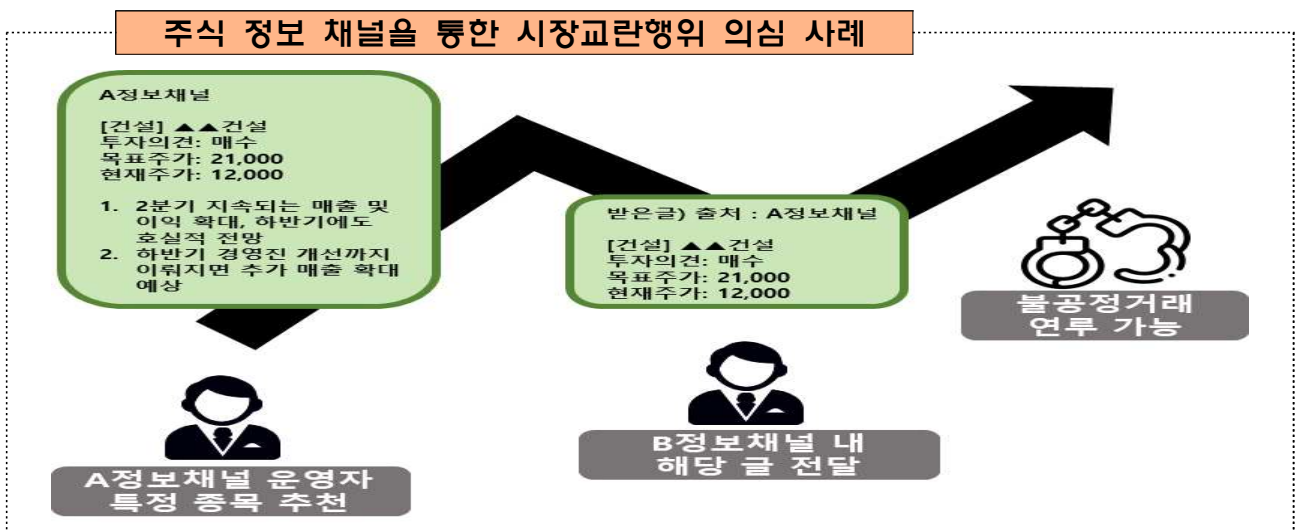 주식 정보 채널을 통한 시장교란행위 의심 사례
A정보채널
[건설] ▲▲건설
투자의견: 매수
목표주가: 21,000
현재주가: 12,000
1. 2분기 지속되는 매출 및
이익 확대, 하반기에도
호실적 전망
2. 하반기 경영진 개선까지
이뤄지면 추가 매출 확대
예상
받은글) 출처 : A정보채널
[건설] ▲▲건설
투자의견: 매수
목표주가: 21,000
현재주가: 12,000
불공정거래
연루 가능
A정보채널 운영자
특정 종목 추천
B정보채널 내
해당 글 전달